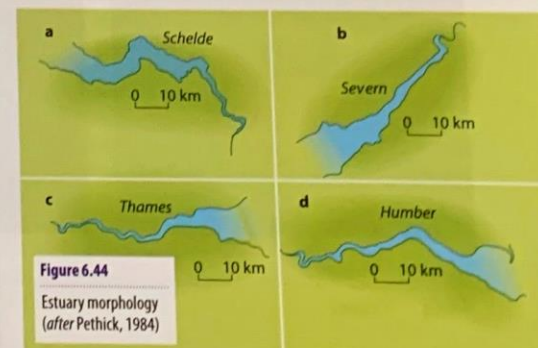 a
Schelde
0 10 km
b
Severn
0 10 km
c
Thames
0 10 km
d
Humber
0 10 km
Figure 6.44
Estuary morphology
(after Pethick, 1984)